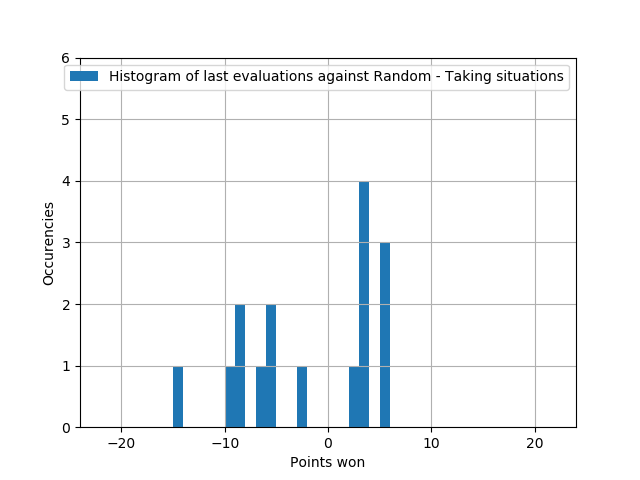 Histogram of last evaluations against Random - Taking situations
6
5
4
3
2
1
0
Occurencies
−20 −10 0 10 20
Points won